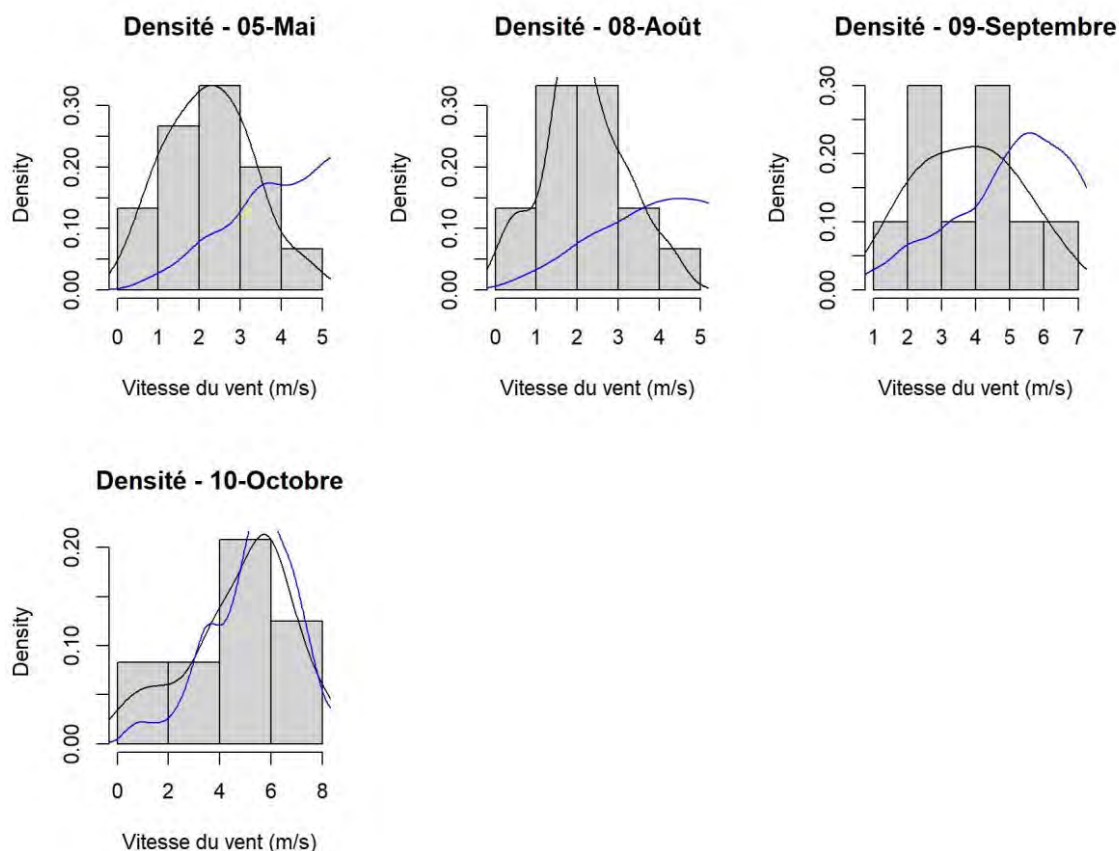 Densité - 05-Mai
Density
0.00
0.10
0.20
0.30
0 1 2 3 4 5
Vitesse du vent (m/s)
Densité - 08-Août
Density
0.00
0.10
0.20
0.30
0 1 2 3 4 5
Vitesse du vent (m/s)
Densité - 09-Septembre
Density
0.00
0.10
0.20
0.30
1 2 3 4 5 6 7
Vitesse du vent (m/s)
Densité - 10-Octobre
Density
0.00
0.10
0.20
0 2 4 6 8
Vitesse du vent (m/s)